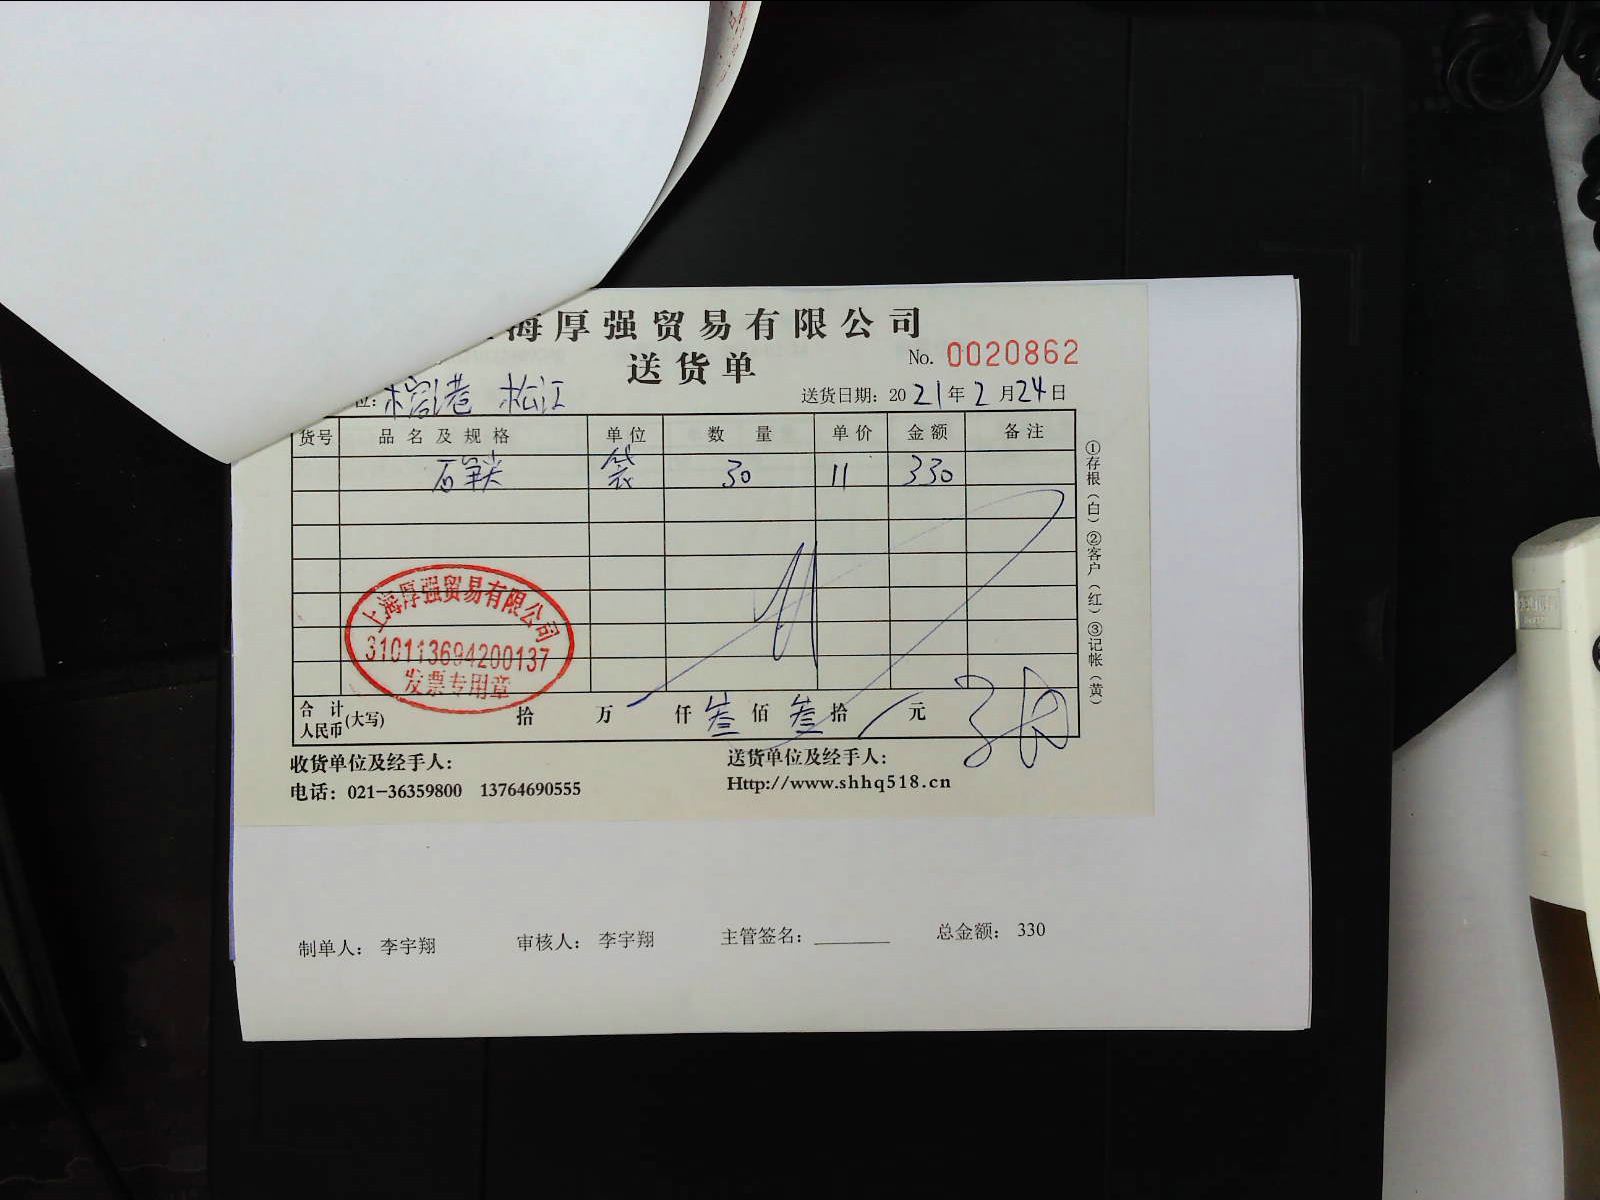 海厚强贸易有限公司
送货单
No. 0020862
位: 榕港 松江
送货日期: 2021年2月24日
货号 品名及规格 单位 数量 单价 金额 备注
袋 30 11 330
①存根(白) ②客户(红) ③记帐(黄)
上海厚强贸易有限公司
310113694200137
发票专用章
合计人民币(大写) 拾 万 仟 叁 佰 叁 拾 元
收货单位及经手人:
送货单位及经手人:
电话: 021-36359800 13764690555
Http://www.shhq518.cn
制单人: 李宇翔 审核人: 李宇翔 主管签名: ________ 总金额: 330